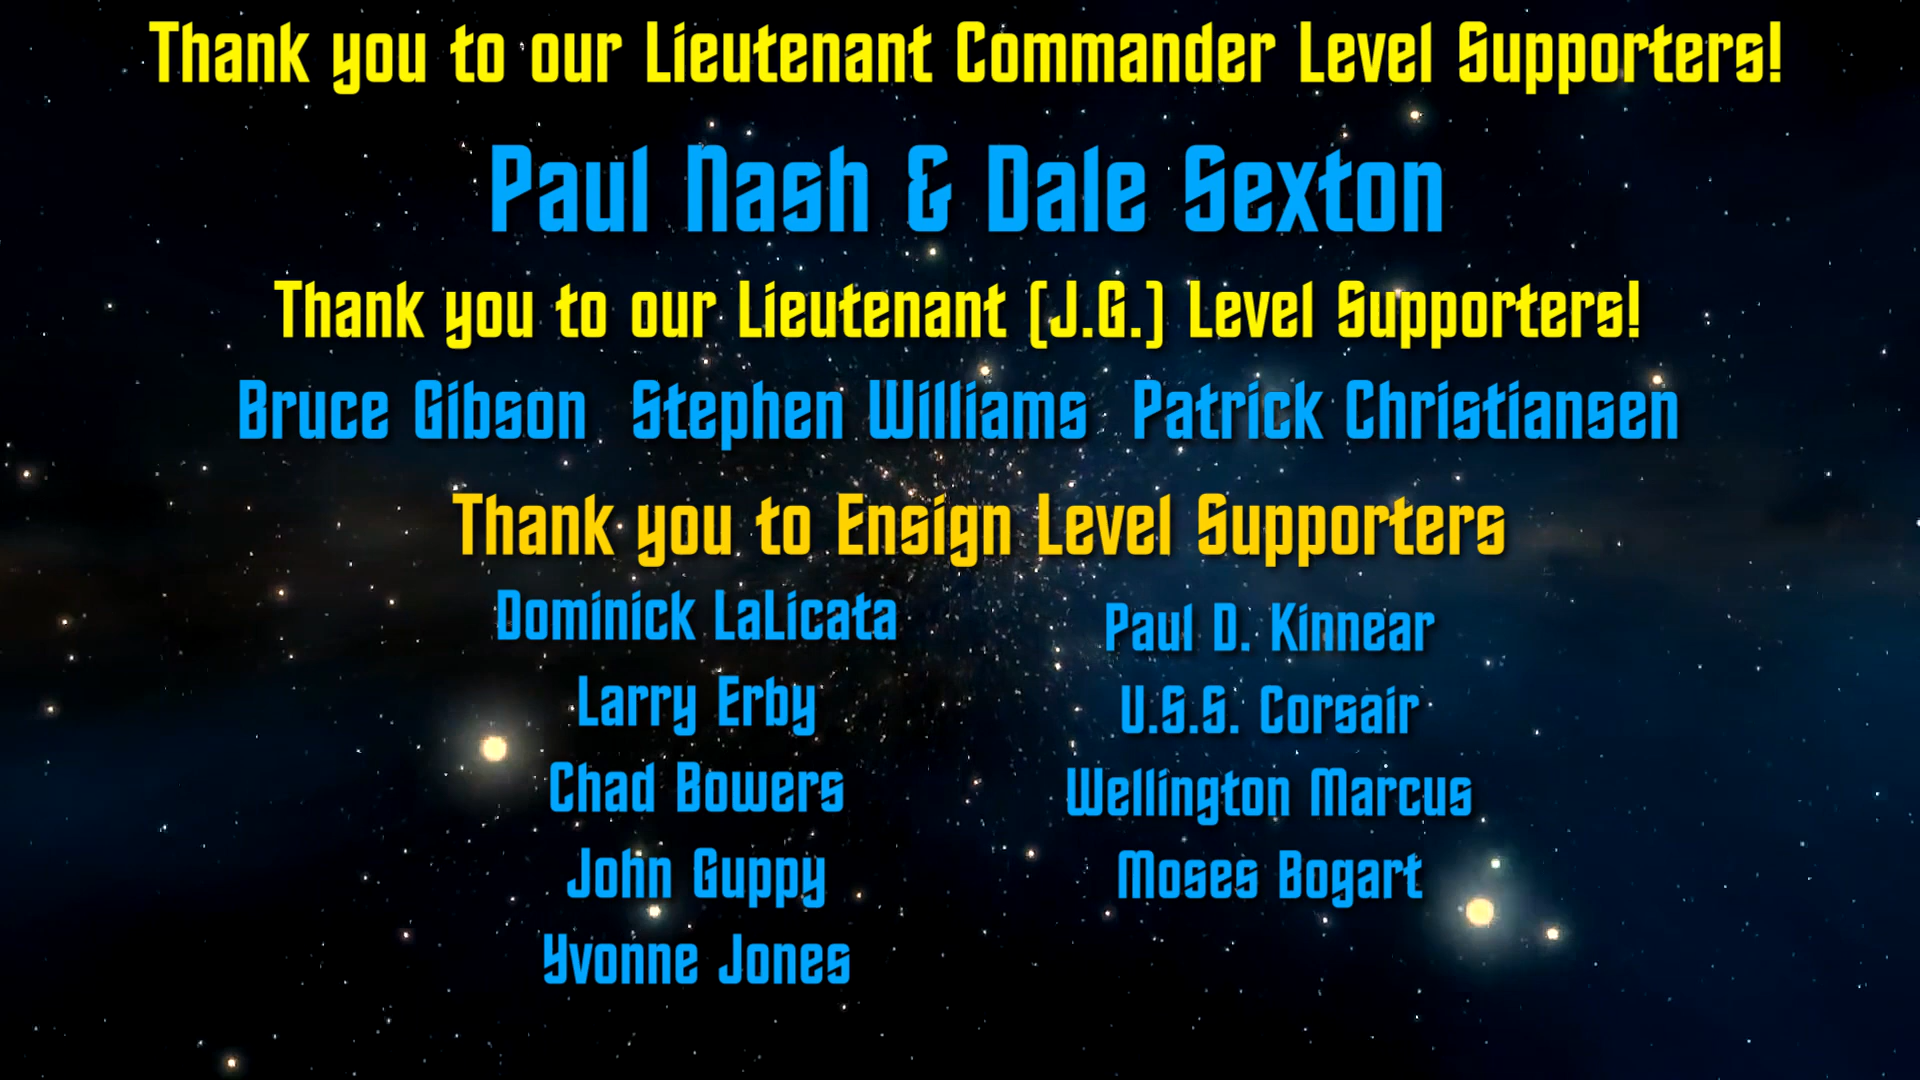 Thank you to our Lieutenant Commander Level Supporters!
Paul Nash & Dale Sexton
Thank you to our Lieutenant (J.G.) Level Supporters!
Bruce Gibson Stephen Williams Patrick Christiansen
Thank you to Ensign Level Supporters
Dominick LaLicata
Larry Erby
Chad Bowers
John Guppy
Yvonne Jones
Paul D. Kinnear
U.S.S. Corsair
Wellington Marcus
Moses Bogart